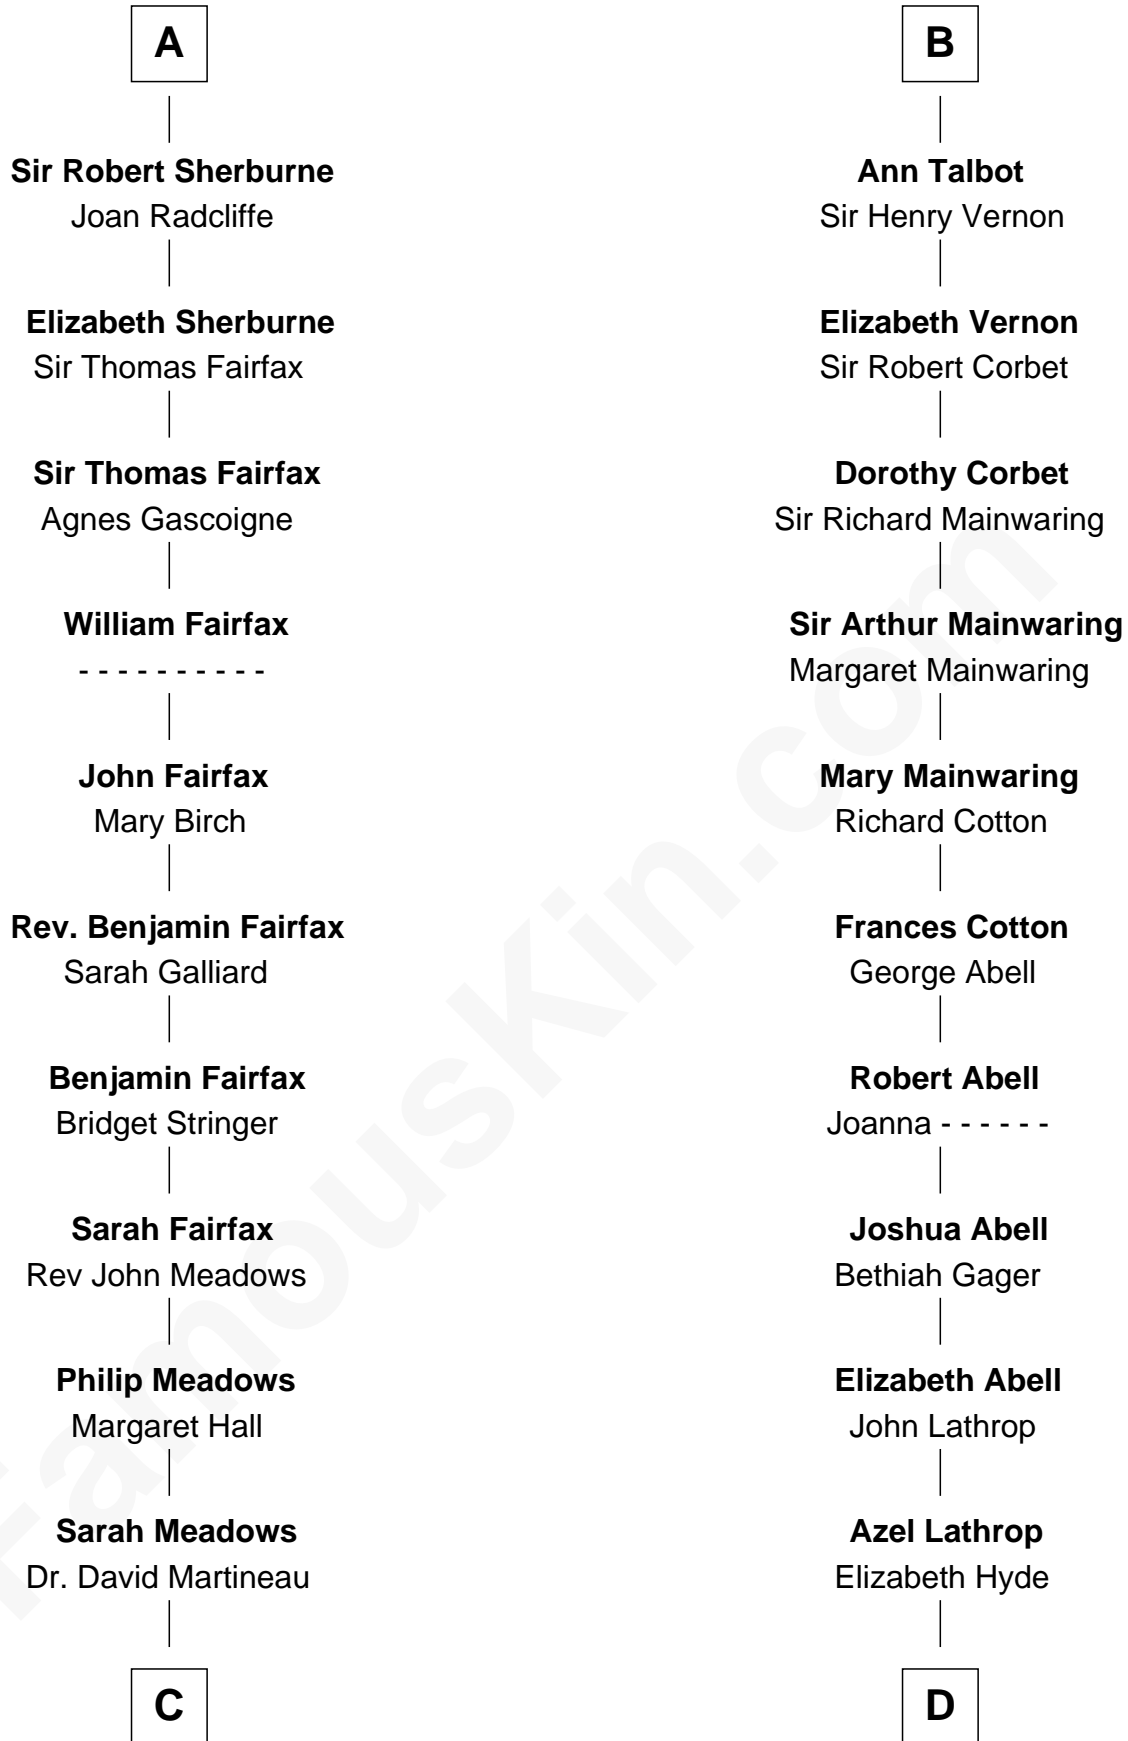 A
Sir Robert Sherburne
Joan Radcliffe
Elizabeth Sherburne
Sir Thomas Fairfax
Sir Thomas Fairfax
Agnes Gascoigne
William Fairfax
- - - - - - - - - -
John Fairfax
Mary Birch
Rev. Benjamin Fairfax
Sarah Galliard
Benjamin Fairfax
Bridget Stringer
Sarah Fairfax
Rev John Meadows
Philip Meadows
Margaret Hall
Sarah Meadows
Dr. David Martineau
C
B
Ann Talbot
Sir Henry Vernon
Elizabeth Vernon
Sir Robert Corbet
Dorothy Corbet
Sir Richard Mainwaring
Sir Arthur Mainwaring
Margaret Mainwaring
Mary Mainwaring
Richard Cotton
Frances Cotton
George Abell
Robert Abell
Joanna - - - - - -
Joshua Abell
Bethiah Gager
Elizabeth Abell
John Lathrop
Azel Lathrop
Elizabeth Hyde
D
FamousKin.com